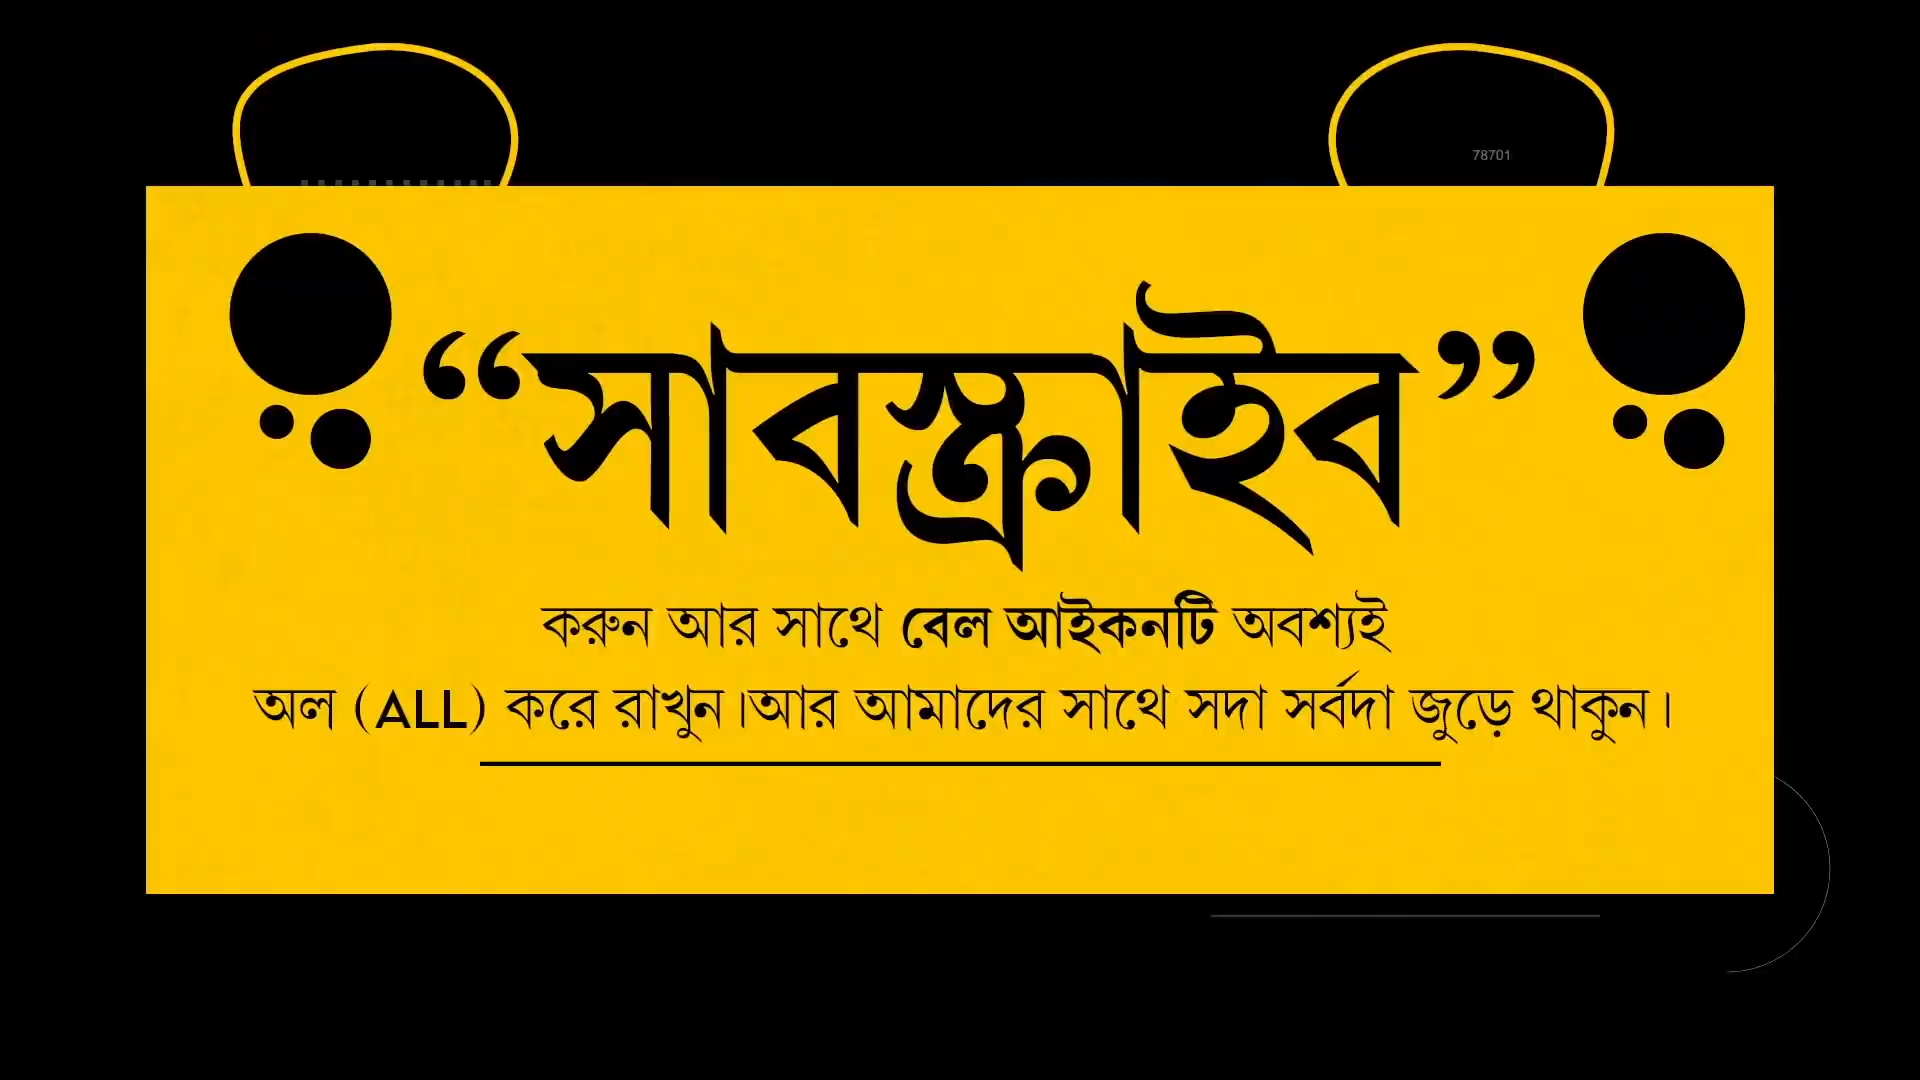 78701
“সাবস্ক্রাইব”
করুন আর সাথে বেল আইকনটি অবশ্যই
অল (ALL) করে রাখুন।আর আমাদের সাথে সদা সর্বদা জুড়ে থাকুন।